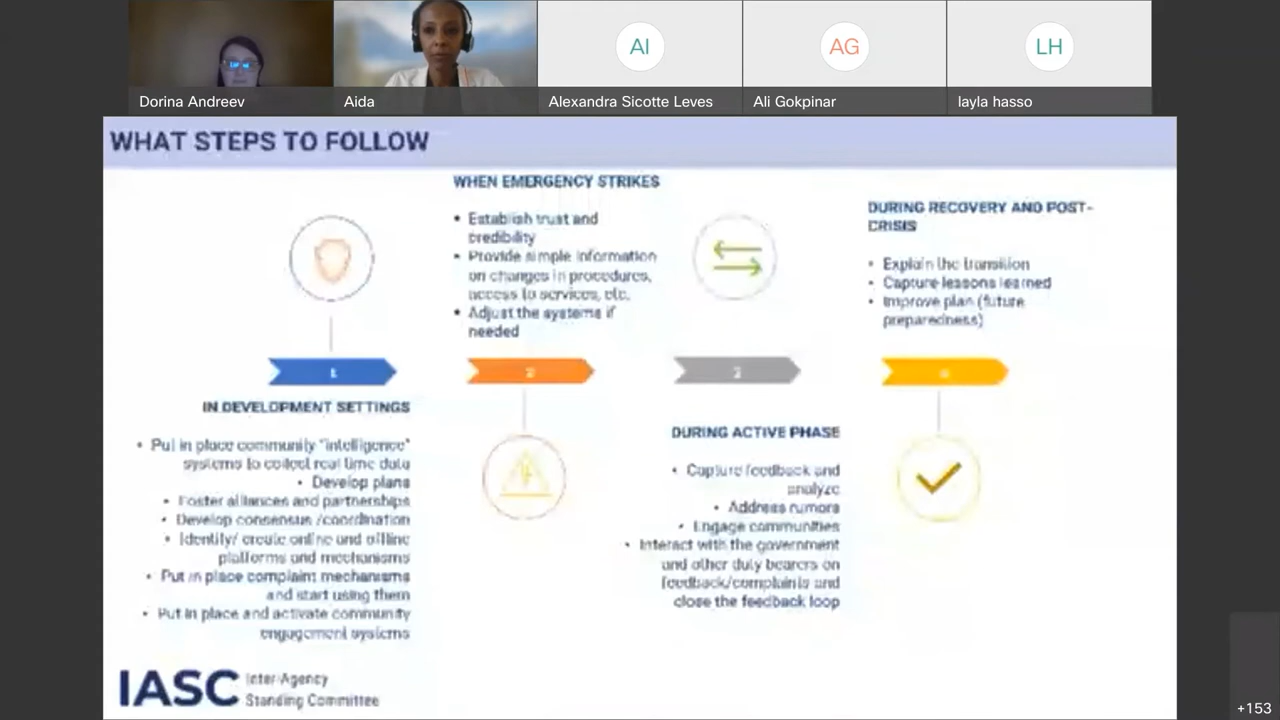 Dorina Andreev
Aida
AI
Alexandra Sicotte Leves
AG
Ali Gokpinar
LH
layla hasso
WHAT STEPS TO FOLLOW
WHEN EMERGENCY STRIKES
• Establish trust and
credibility
• Provide simple information
on changes in procedures,
access to services, etc.
• Adjust the systems if
needed
DURING RECOVERY AND POST-
CRISIS
• Explain the transition
• Capture lessons learned
• Improve plan (future
preparedness)
1
2
3
4
IN DEVELOPMENT SETTINGS
• Put in place community "intelligence"
systems to collect real time data
• Develop plans
• Foster alliances and partnerships
• Develop consensus /coordination
• Identify/ create online and offline
platforms and mechanisms
• Put in place complaint mechanisms
and start using them
• Put in place and activate community
engagement systems
DURING ACTIVE PHASE
• Capture feedback and
analyze
• Address rumors
• Engage communities
• Interact with the government
and other duty bearers on
feedback/complaints and
close the feedback loop
IASC Inter-Agency
Standing Committee
+153